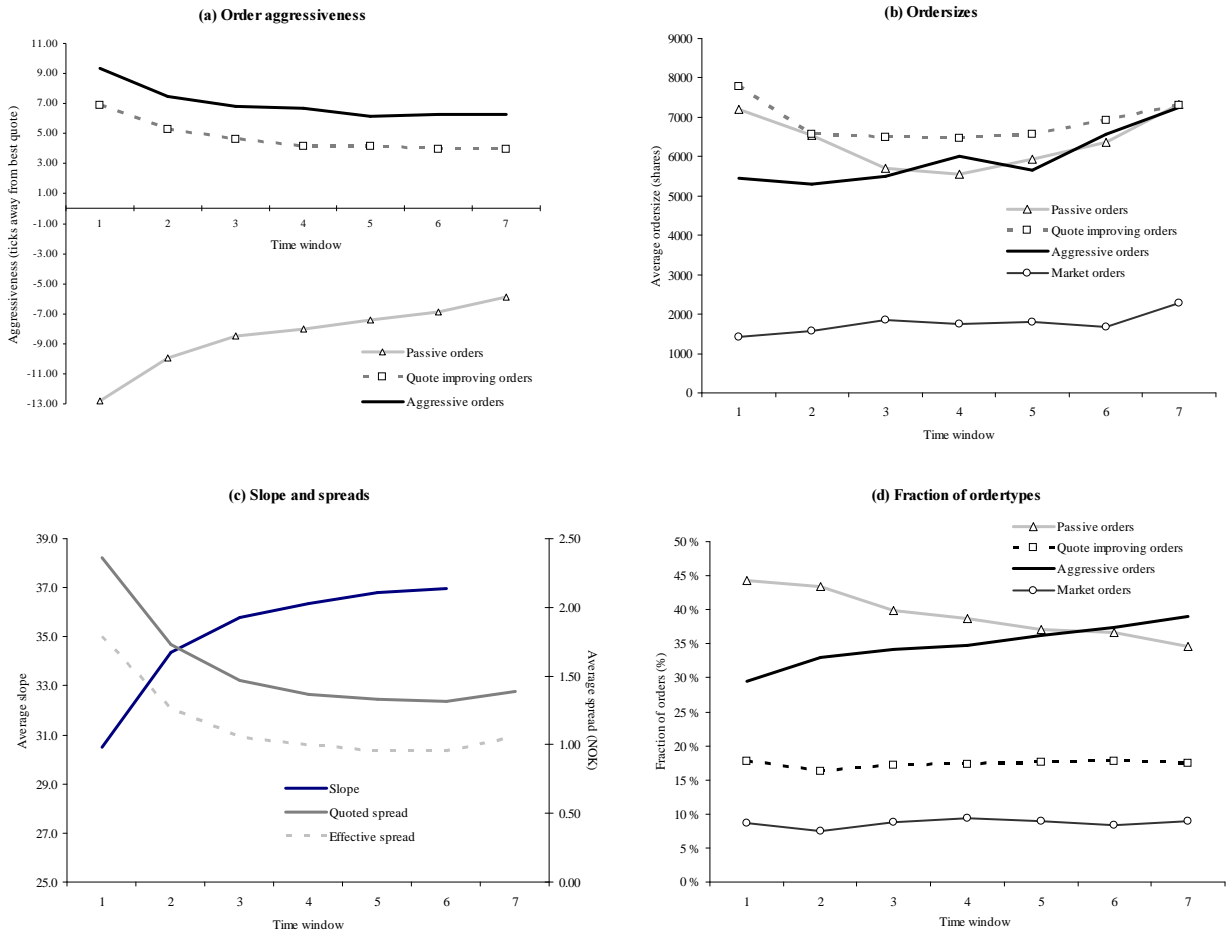 (a) Order aggressiveness
11.00
9.00
7.00
5.00
3.00
1.00
-1.00
-3.00
-5.00
-7.00
-9.00
-11.00
-13.00
Aggressiveness (ticks away from best quote)
1 2 3 4 5 6 7
Time window
Passive orders
Quote improving orders
Aggressive orders
(b) Ordersizes
9000
8000
7000
6000
5000
4000
3000
2000
1000
0
Average ordersize (shares)
Passive orders
Quote improving orders
Aggressive orders
Market orders
1 2 3 4 5 6 7
Time window
(c) Slope and spreads
39.0
37.0
35.0
33.0
31.0
29.0
27.0
25.0
Average slope
2.50
2.00
1.50
1.00
0.50
0.00
Average spread (NOK)
Slope
Quoted spread
Effective spread
1 2 3 4 5 6 7
Time window
(d) Fraction of ordertypes
Passive orders
Quote improving orders
Aggressive orders
Market orders
50 %
45 %
40 %
35 %
30 %
25 %
20 %
15 %
10 %
5 %
0 %
Fraction of orders (%)
1 2 3 4 5 6 7
Time window